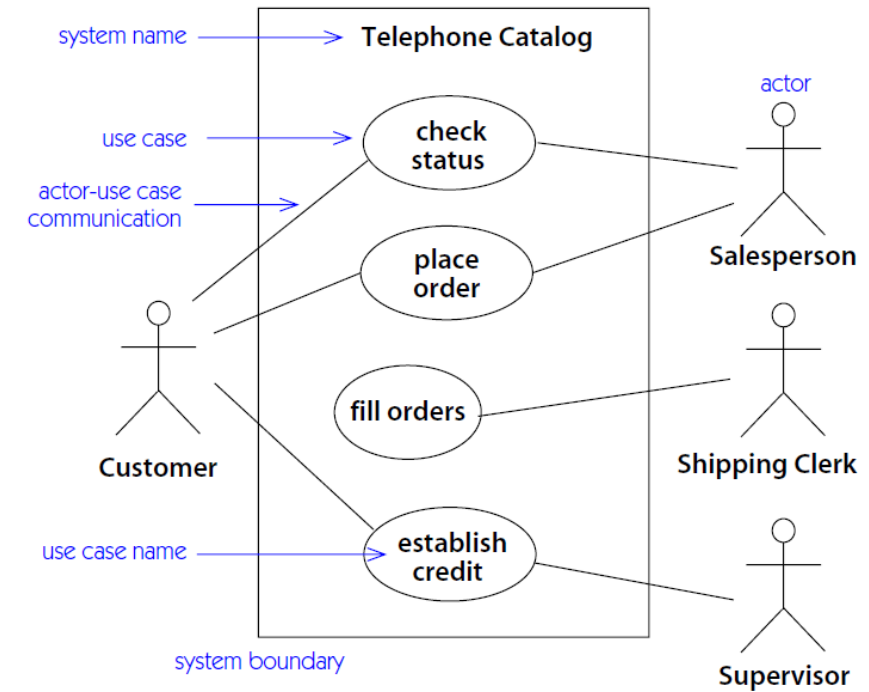 system name
Telephone Catalog
actor
use case
check
status
actor-use case
communication
place
order
Salesperson
fill orders
Customer
Shipping Clerk
use case name
establish
credit
system boundary
Supervisor